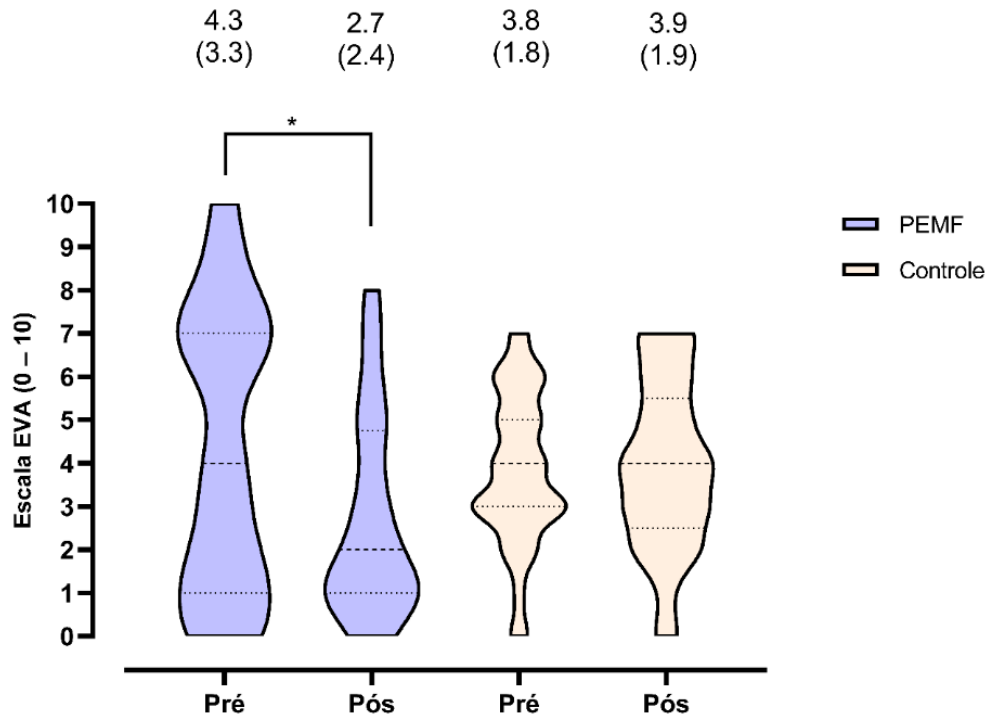 4.3 2.7 3.8 3.9
(3.3) (2.4) (1.8) (1.9)
*
10
9
8
7
6
5
4
3
2
1
0
Escala EVA (0 – 10)
PEMF
Controle
Pré Pós Pré Pós